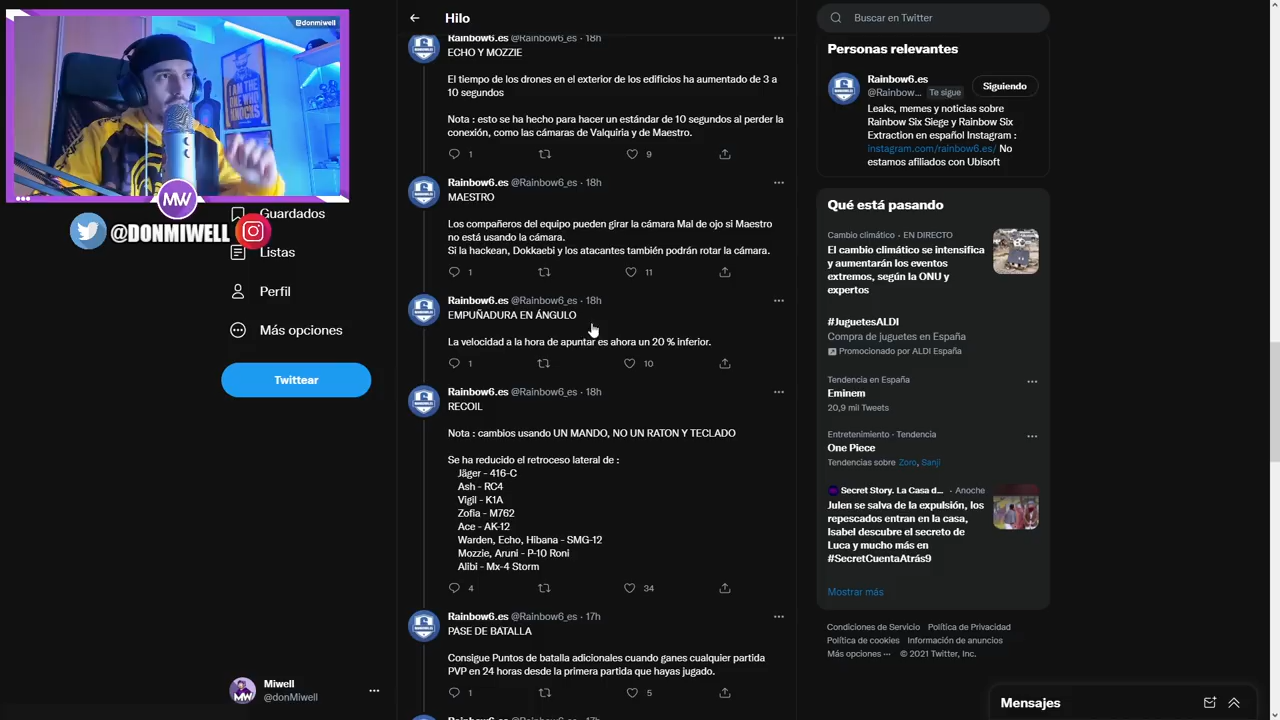 @donmiwell
I AM THE
ONE WHO
KNOCKS
MW
@DONMIWELL
Guardados
Listas
Perfil
Más opciones
Twittear
Miwell
@donMiwell
Hilo
Rainbow6.es @Rainbow6_es · 18h
ECHO Y MOZZIE
El tiempo de los drones en el exterior de los edificios ha aumentado de 3 a
10 segundos
Nota : esto se ha hecho para hacer un estándar de 10 segundos al perder la
conexión, como las cámaras de Valquiria y de Maestro.
1
9
Rainbow6.es @Rainbow6_es · 18h
MAESTRO
Los compañeros del equipo pueden girar la cámara Mal de ojo si Maestro
no está usando la cámara.
Si la hackean, Dokkaebi y los atacantes también podrán rotar la cámara.
1
11
Rainbow6.es @Rainbow6_es · 18h
EMPUÑADURA EN ÁNGULO
La velocidad a la hora de apuntar es ahora un 20 % inferior.
1
10
Rainbow6.es @Rainbow6_es · 18h
RECOIL
Nota : cambios usando UN MANDO, NO UN RATON Y TECLADO
Se ha reducido el retroceso lateral de :
Jäger - 416-C
Ash - RC4
Vigil - K1A
Zofia - M762
Ace - AK-12
Warden, Echo, Hibana - SMG-12
Mozzie, Aruni - P-10 Roni
Alibi - Mx-4 Storm
4
34
Rainbow6.es @Rainbow6_es · 17h
PASE DE BATALLA
Consigue Puntos de batalla adicionales cuando ganes cualquier partida
PVP en 24 horas desde la primera partida que hayas jugado.
1
5
Rainbow6.es @Rainbow6_es · 17h
Buscar en Twitter
Personas relevantes
Rainbow6.es
@Rainbow... Te sigue
Siguiendo
Leaks, memes y noticias sobre
Rainbow Six Siege y Rainbow Six
Extraction en español Instagram :
instagram.com/rainbow6.es/ No
estamos afiliados con Ubisoft
Qué está pasando
Cambio climático · EN DIRECTO
El cambio climático se intensifica
y aumentarán los eventos
extremos, según la ONU y
expertos
#JuguetesALDI
Compra de juguetes en España
Promocionado por ALDI España
Tendencia en España
Eminem
20,9 mil Tweets
Entretenimiento · Tendencia
One Piece
Tendencias sobre Zoro, Sanji
Secret Story. La Casa d... · Anoche
Julen se salva de la expulsión, los
repescados entran en la casa,
Isabel descubre el secreto de
Luca y mucho más en
#SecretCuentaAtrás9
Mostrar más
Condiciones de Servicio Política de Privacidad
Política de cookies Información de anuncios
Más opciones ··· © 2021 Twitter, Inc.
Mensajes